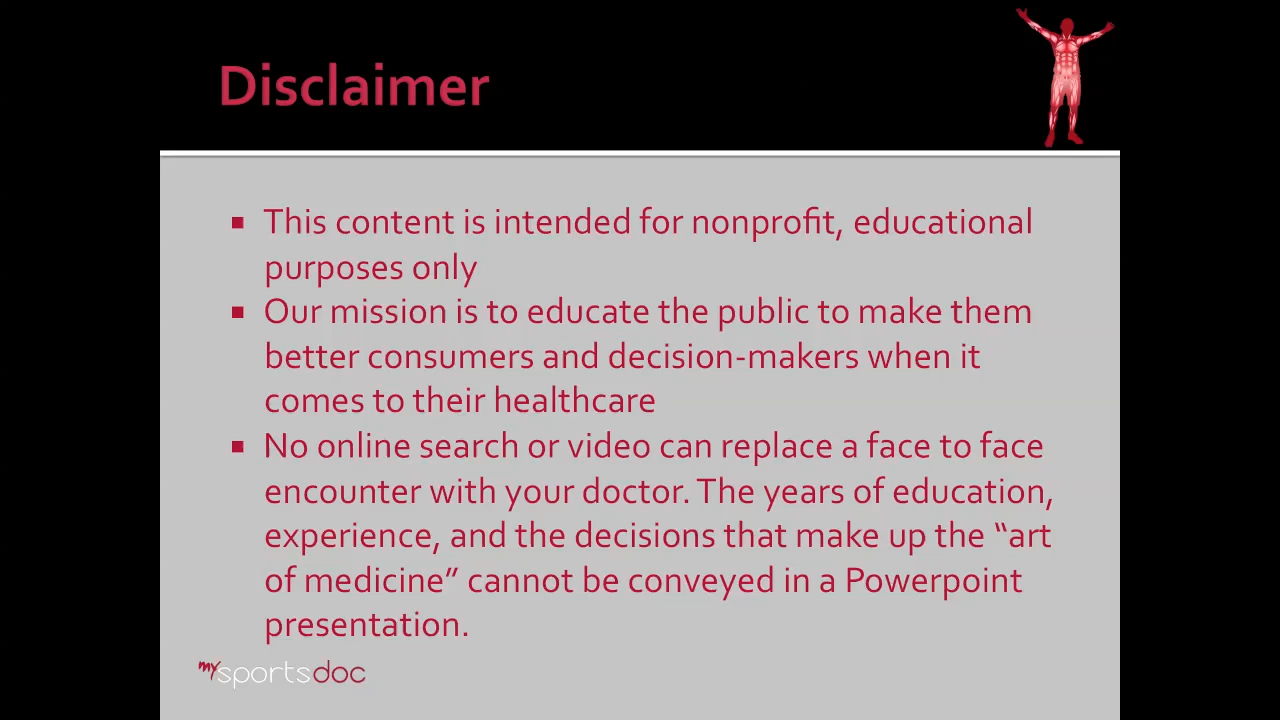 Disclaimer
This content is intended for nonprofit, educational
purposes only
Our mission is to educate the public to make them
better consumers and decision-makers when it
comes to their healthcare
No online search or video can replace a face to face
encounter with your doctor. The years of education,
experience, and the decisions that make up the “art
of medicine” cannot be conveyed in a Powerpoint
presentation.
mysportsdoc